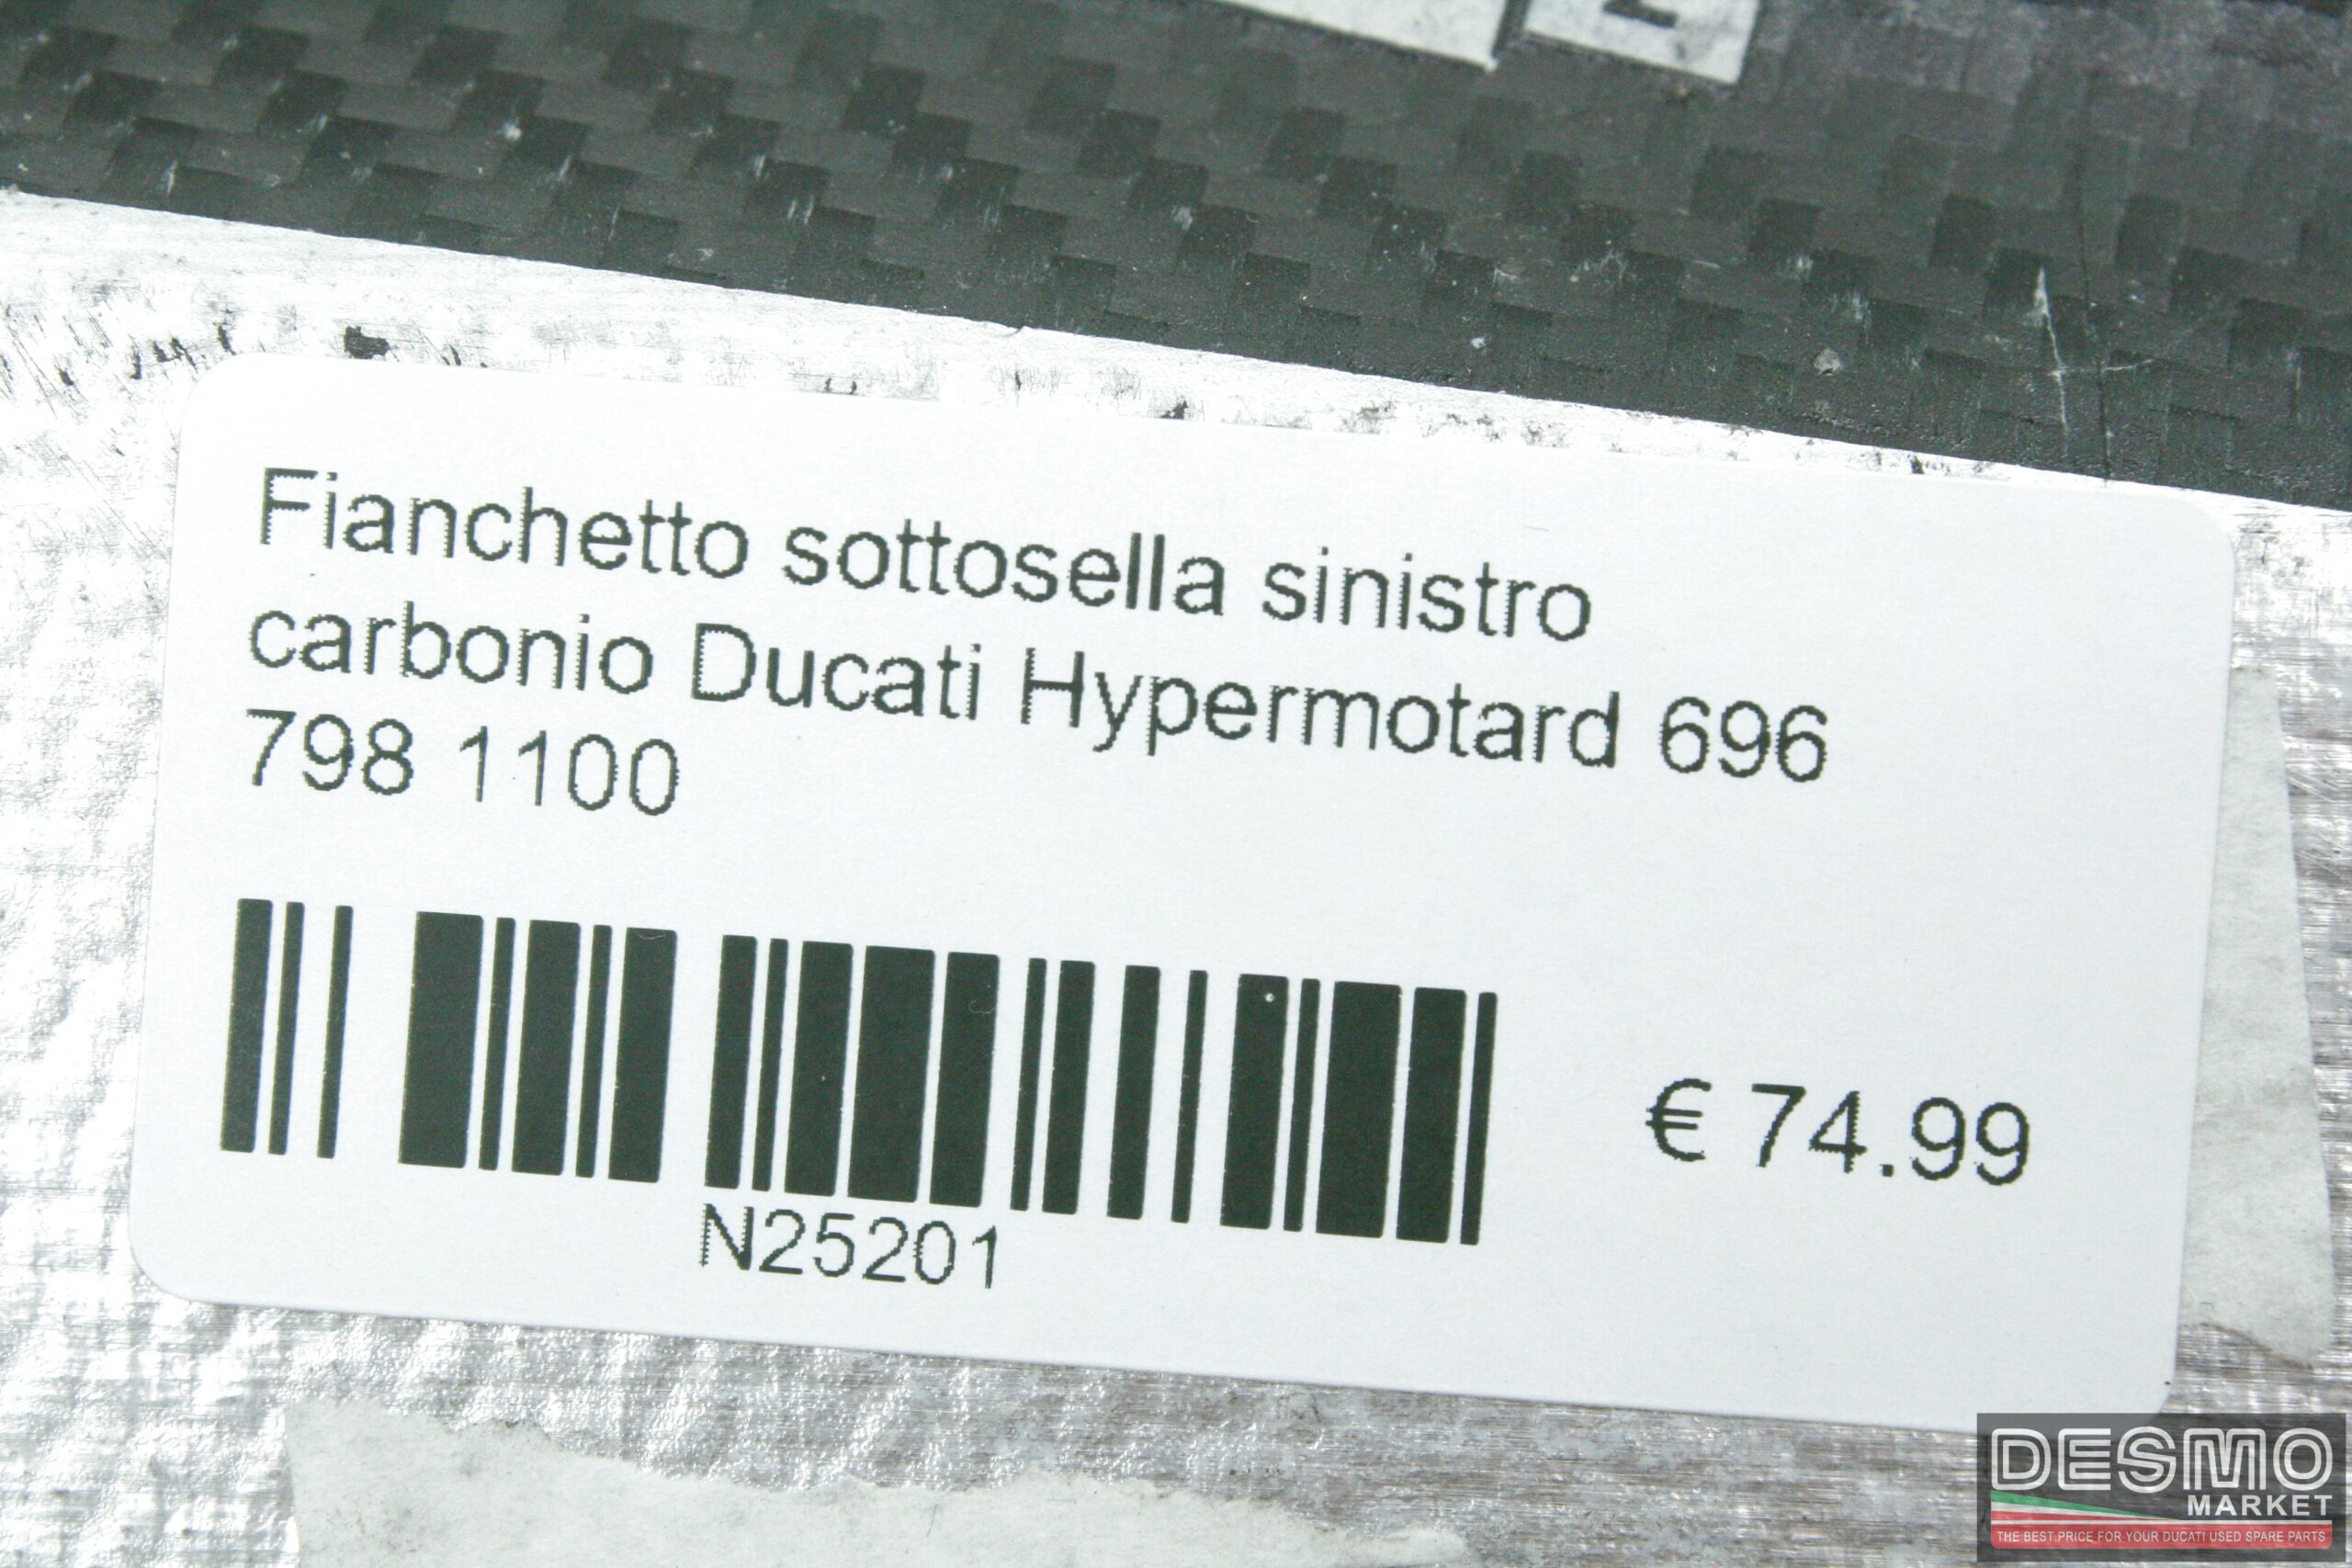 Fianchetto sottosella sinistro
carbonio Ducati Hypermotard 696
798 1100
€ 74.99
N25201
DESMO
MARKET
THE BEST PRICE FOR YOUR DUCATI USED SPARE PARTS